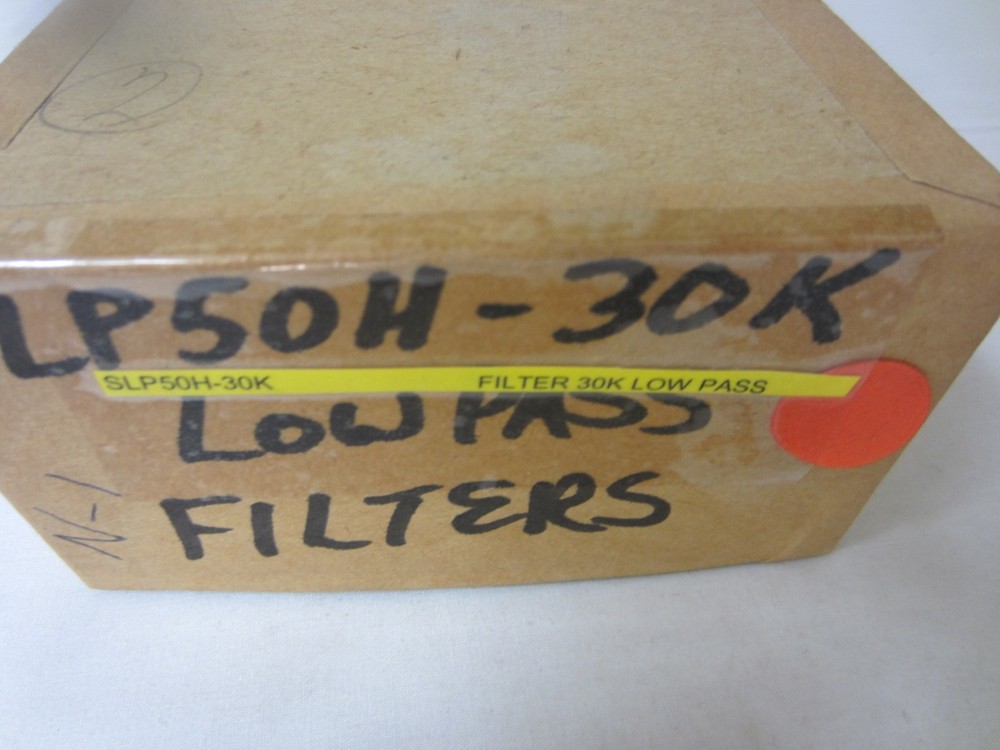 LP50H-30K
SLP50H-30K FILTER 30K LOW PASS
LOW PASS
FILTERS
N-1